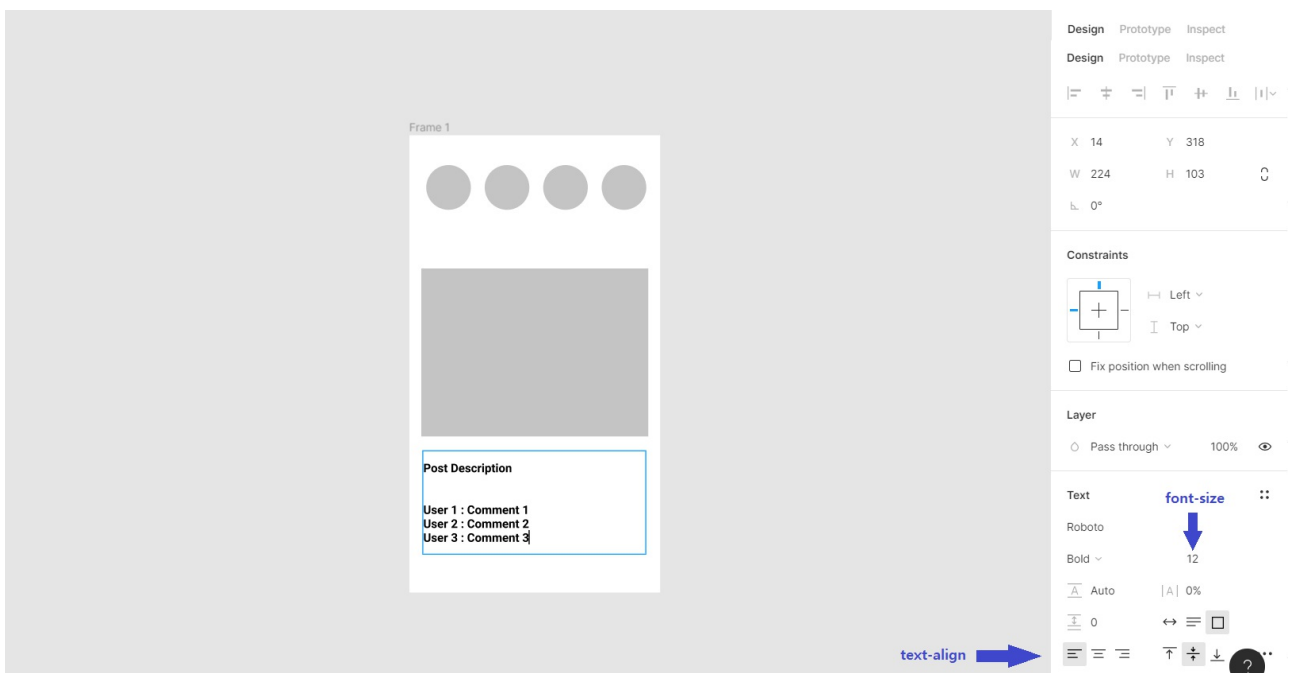 Design Prototype Inspect
Design Prototype Inspect
Frame 1
X 14 Y 318
W 224 H 103
0°
Constraints
Left
Top
Fix position when scrolling
Layer
Pass through 100%
Post Description
User 1 : Comment 1
User 2 : Comment 2
User 3 : Comment 3
Text font-size
Roboto
Bold 12
A Auto |A| 0%
0
text-align
?